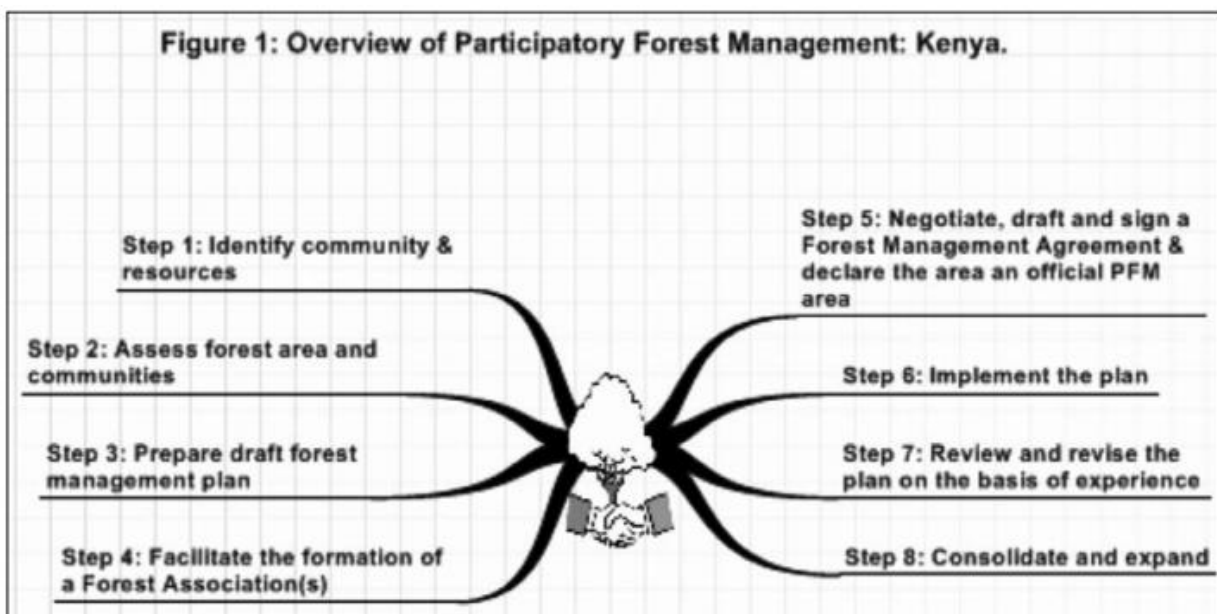 Figure 1: Overview of Participatory Forest Management: Kenya.
Step 1: Identify community &
resources
Step 2: Assess forest area and
communities
Step 3: Prepare draft forest
management plan
Step 4: Facilitate the formation of
a Forest Association(s)
Step 5: Negotiate, draft and sign a
Forest Management Agreement &
declare the area an official PFM
area
Step 6: Implement the plan
Step 7: Review and revise the
plan on the basis of experience
Step 8: Consolidate and expand